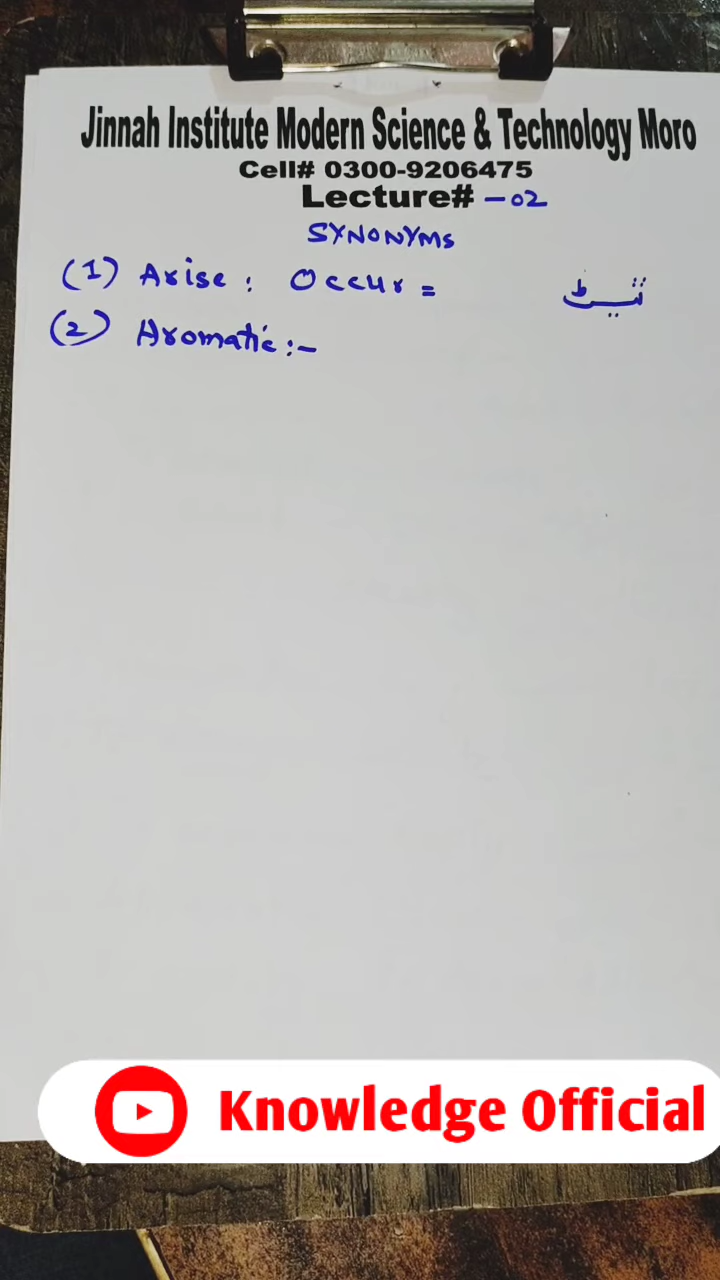 Jinnah Institute Modern Science & Technology Moro
Cell# 0300-9206475
Lecture# -02
SYNONYMS
(1) Arise : Occur =
(2) Aromatic :-
Knowledge Official